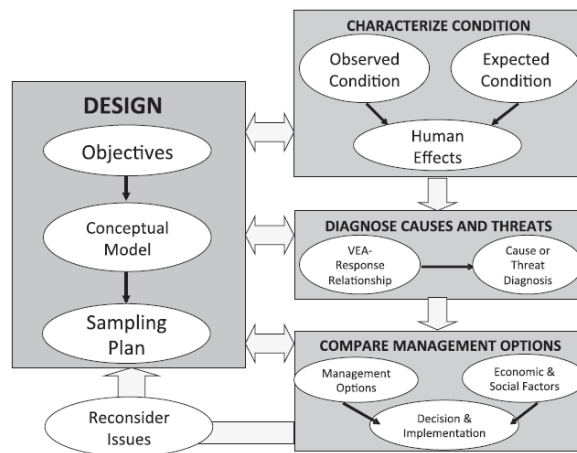 CHARACTERIZE CONDITION
Observed
Condition
Expected
Condition
Human
Effects
DESIGN
Objectives
Conceptual
Model
Sampling
Plan
DIAGNOSE CAUSES AND THREATS
VEA-
Response
Relationship
Cause or
Threat
Diagnosis
COMPARE MANAGEMENT OPTIONS
Management
Options
Economic &
Social Factors
Decision &
Implementation
Reconsider
Issues